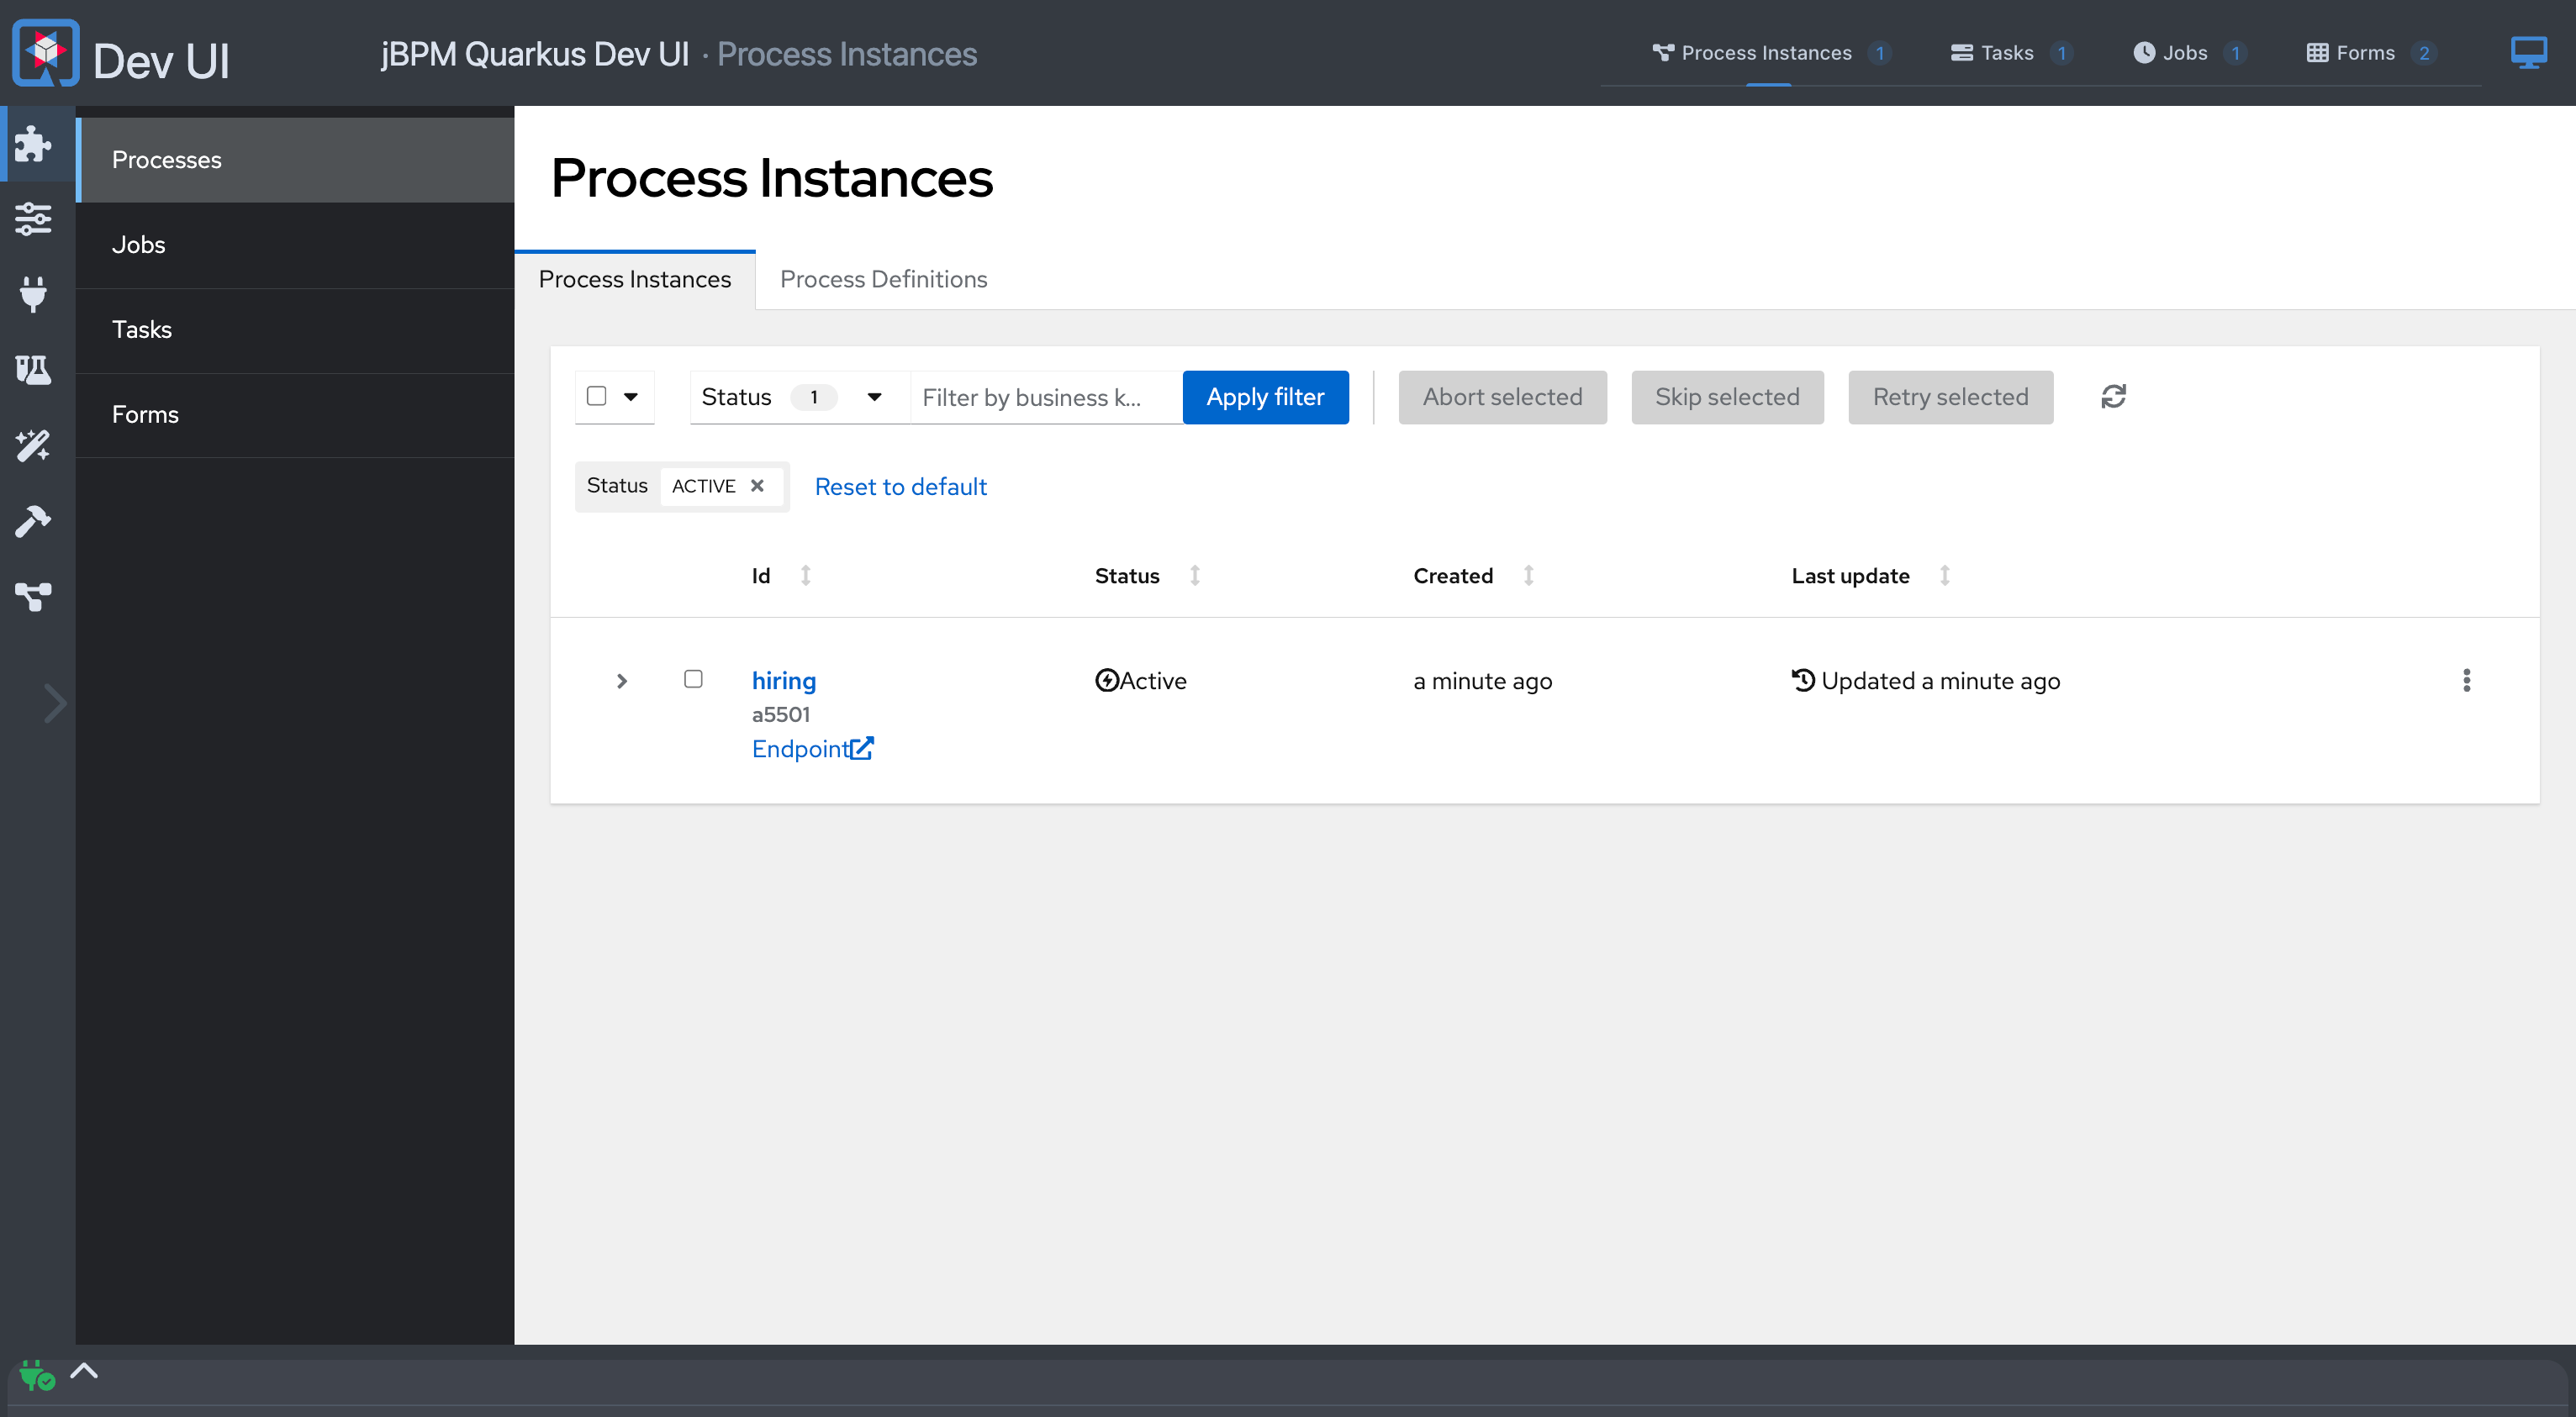 Dev UI
jBPM Quarkus Dev UI · Process Instances
Process Instances 1
Tasks 1
Jobs 1
Forms 2
Processes
Jobs
Tasks
Forms
Process Instances
Process Instances
Process Definitions
Status 1
Filter by business k...
Apply filter
Abort selected
Skip selected
Retry selected
Status ACTIVE
Reset to default
Id Status Created Last update
hiring Active a minute ago Updated a minute ago
a5501
Endpoint